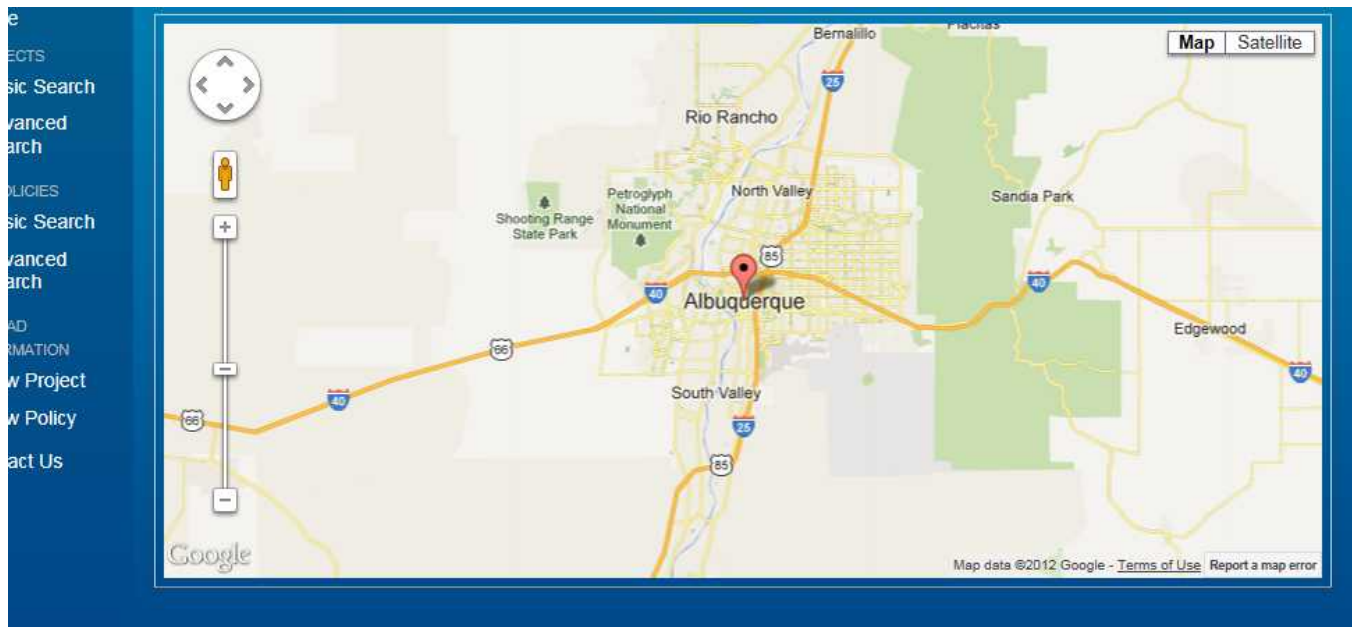 e
ECTS
sic Search
vanced
arch
OLICIES
sic Search
vanced
arch
AD
RMATION
w Project
w Policy
act Us
Map Satellite
Bernalillo
Placitas
25
Rio Rancho
Petroglyph
National
Monument
North Valley
Shooting Range
State Park
Sandia Park
85
40
40
Albuquerque
Edgewood
66
40
40
66
South Valley
25
85
Google
Map data ©2012 Google - Terms of Use Report a map error